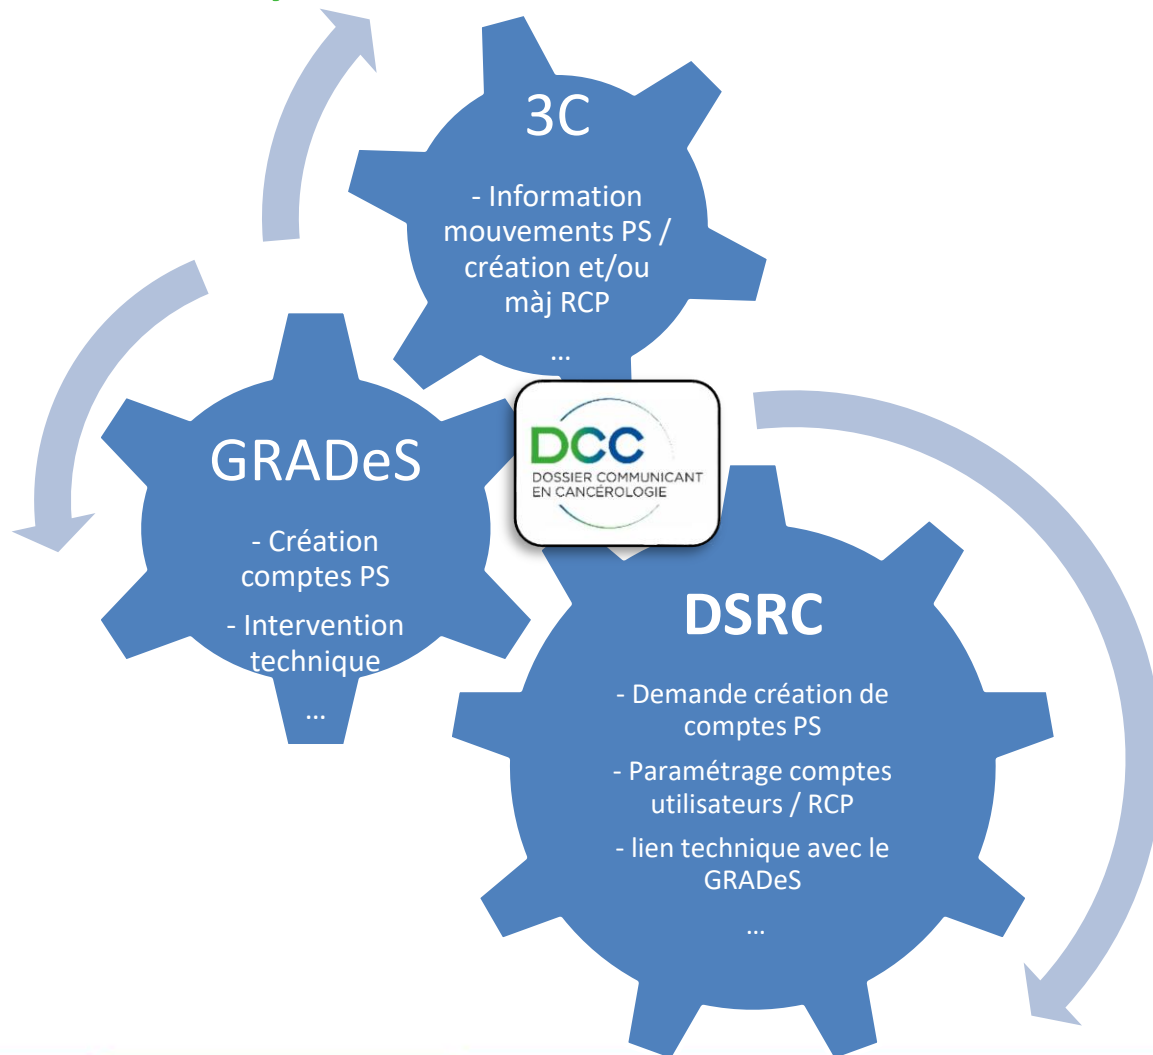 3C
- Information
mouvements PS /
création et/ou
màj RCP
...
DCC
DOSSIER COMMUNICANT
EN CANCÉROLOGIE
GRADeS
- Création
comptes PS
- Intervention
technique
...
DSRC
- Demande création de
comptes PS
- Paramétrage comptes
utilisateurs / RCP
- lien technique avec le
GRADeS
...